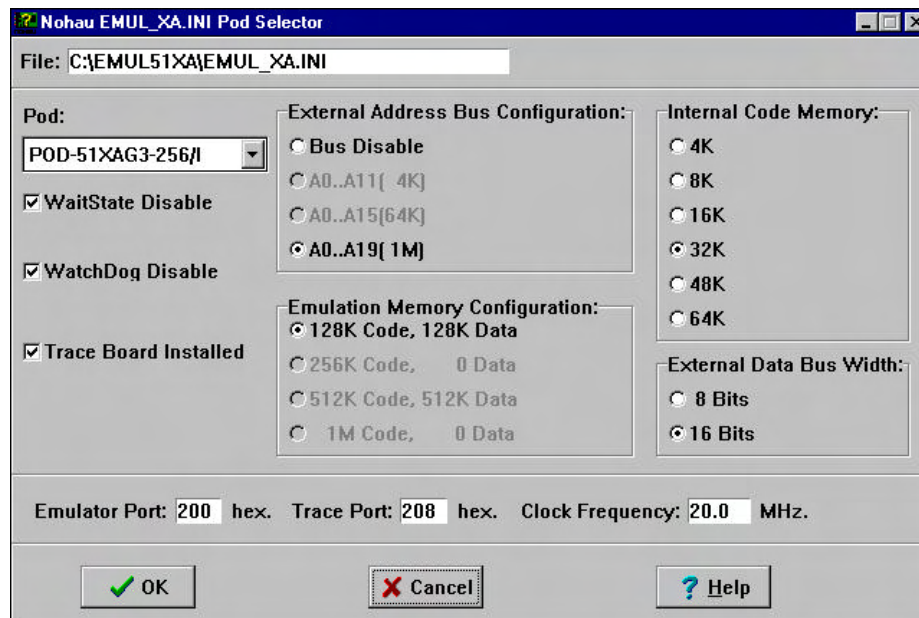 Nohau EMUL_XA.INI Pod Selector
File: C:\EMUL51XA\EMUL_XA.INI
Pod:
POD-51XAG3-256/I
WaitState Disable
WatchDog Disable
Trace Board Installed
External Address Bus Configuration:
Bus Disable
A0..A11( 4K)
A0..A15(64K)
A0..A19( 1M)
Emulation Memory Configuration:
128K Code, 128K Data
256K Code, 0 Data
512K Code, 512K Data
1M Code, 0 Data
Internal Code Memory:
4K
8K
16K
32K
48K
64K
External Data Bus Width:
8 Bits
16 Bits
Emulator Port: 200 hex. Trace Port: 208 hex. Clock Frequency: 20.0 MHz.
OK
Cancel
Help